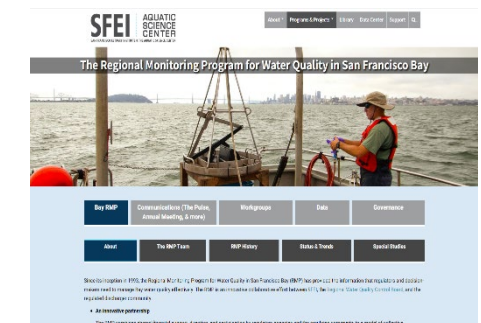 SFEI AQUATIC
SCIENCE
CENTER
About Programs & Projects Library Data Center Support
The Regional Monitoring Program for Water Quality in San Francisco Bay
Bay RMP Communications (The Pulse, Workgroups Data Governance
Annual Meeting, & more)
About The RMP Team RMP History Status & Trends Special Studies
Since its inception in 1993, the Regional Monitoring Program for Water Quality in San Francisco Bay (RMP) has provided the information that regulators and decision-
makers need to manage Bay water quality effectively. The RMP is an innovative collaborative effort between SFEI, the Regional Water Quality Control Board, and the
regulated discharger community.
• An innovative partnership